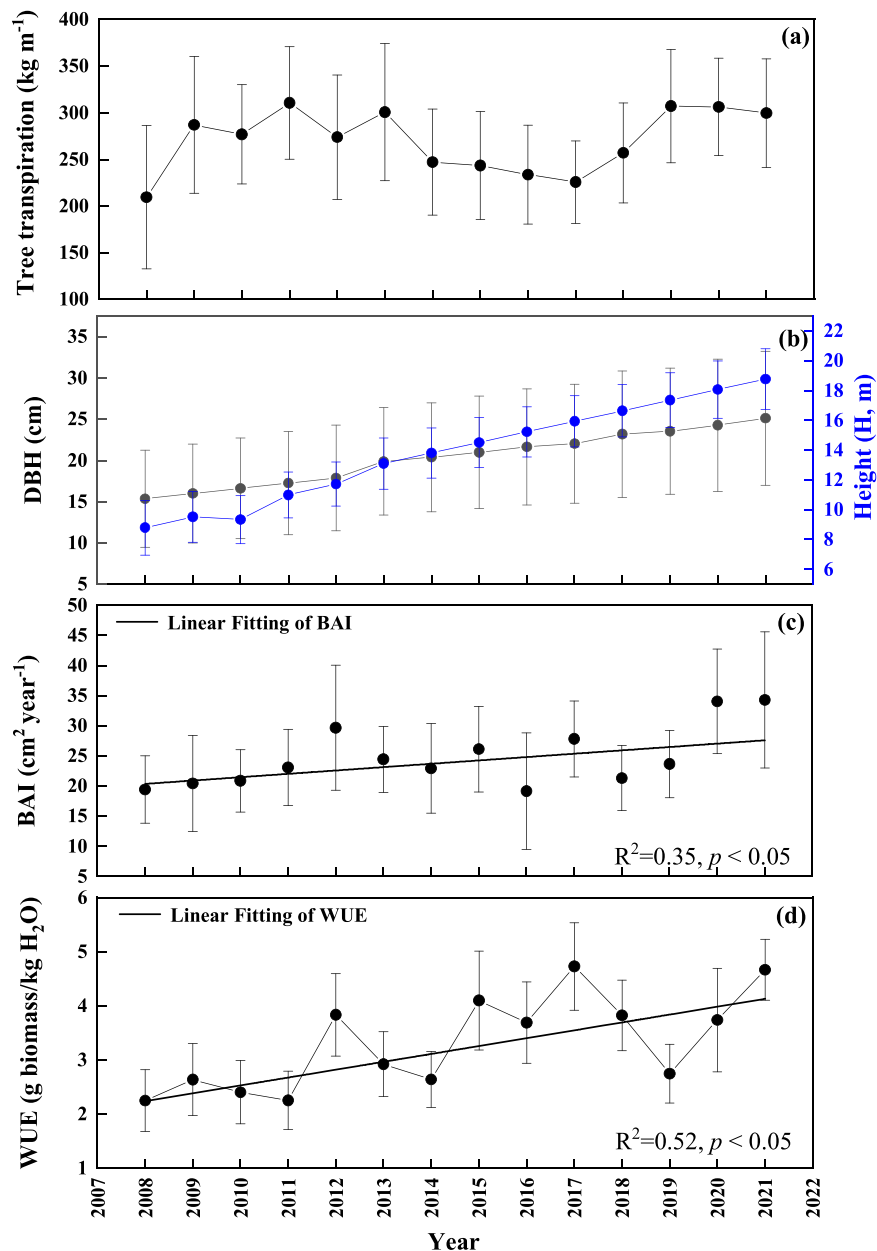 (a)
Tree transpiration (kg m⁻¹)
400
350
300
250
200
150
100
(b)
DBH (cm)
35
30
25
20
15
10
5
22
20
18
16
14
12
10
8
6
Height (H, m)
Linear Fitting of BAI
(c)
BAI (cm² year⁻¹)
50
45
40
35
30
25
20
15
10
5
R²=0.35, p < 0.05
Linear Fitting of WUE
(d)
WUE (g biomass/kg H₂O)
6
5
4
3
2
1
R²=0.52, p < 0.05
2007 2008 2009 2010 2011 2012 2013 2014 2015 2016 2017 2018 2019 2020 2021 2022
Year